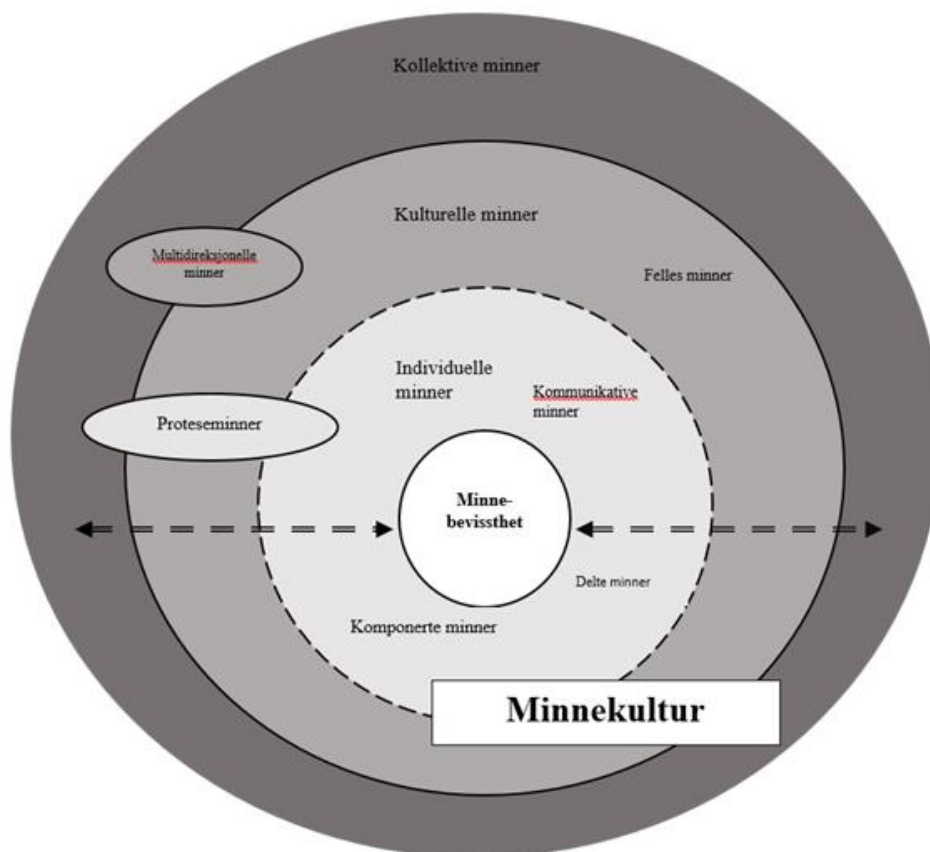 Kollektive minner
Kulturelle minner
Multidireksjonelle
minner
Felles minner
Individuelle
minner
Kommunikative
minner
Proteseminner
Minne-
bevissthet
Delte minner
Komponerte minner
Minnekultur